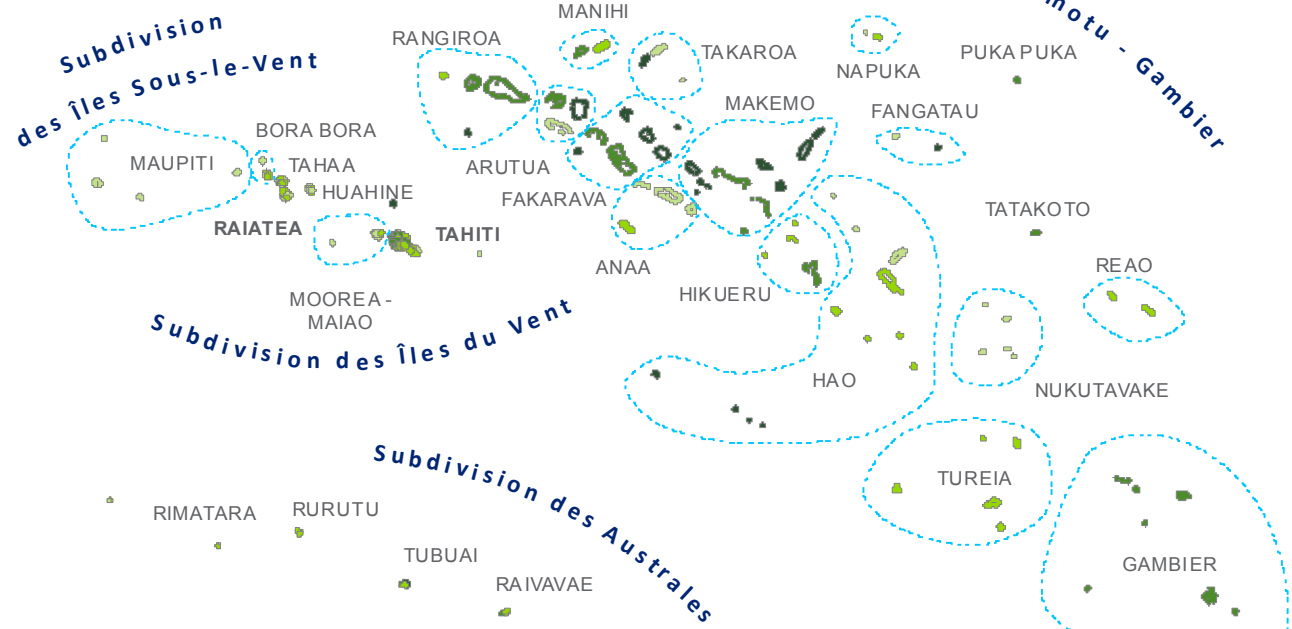 MANIHI
Subdivision
des Îles Sous-le-Vent
RANGIROA
TAKAROA
NAPUKA
PUKA PUKA
motu - Gambier
MAKEMO
FANGATAU
BORA BORA
MAUPITI
TAHAA
HUAHINE
ARUTUA
FAKARAVA
RAIATEA
TAHITI
TATAKOTO
ANAA
REAO
HIKUERU
MOOREA -
MAIAO
Subdivision des Îles du Vent
HAO
NUKUTAVAKE
Subdivision des Australes
TUREIA
RIMATARA
RURUTU
TUBUAI
RAIVAVAE
GAMBIER